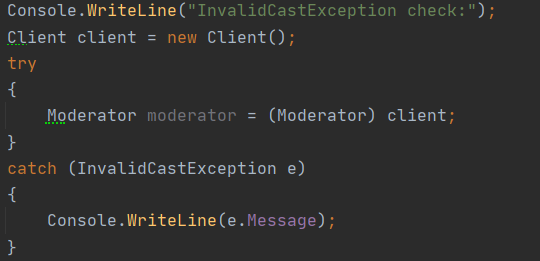 Console.WriteLine("InvalidCastException check:");
Client client = new Client();
try
{
    Moderator moderator = (Moderator) client;
}
catch (InvalidCastException e)
{
    Console.WriteLine(e.Message);
}